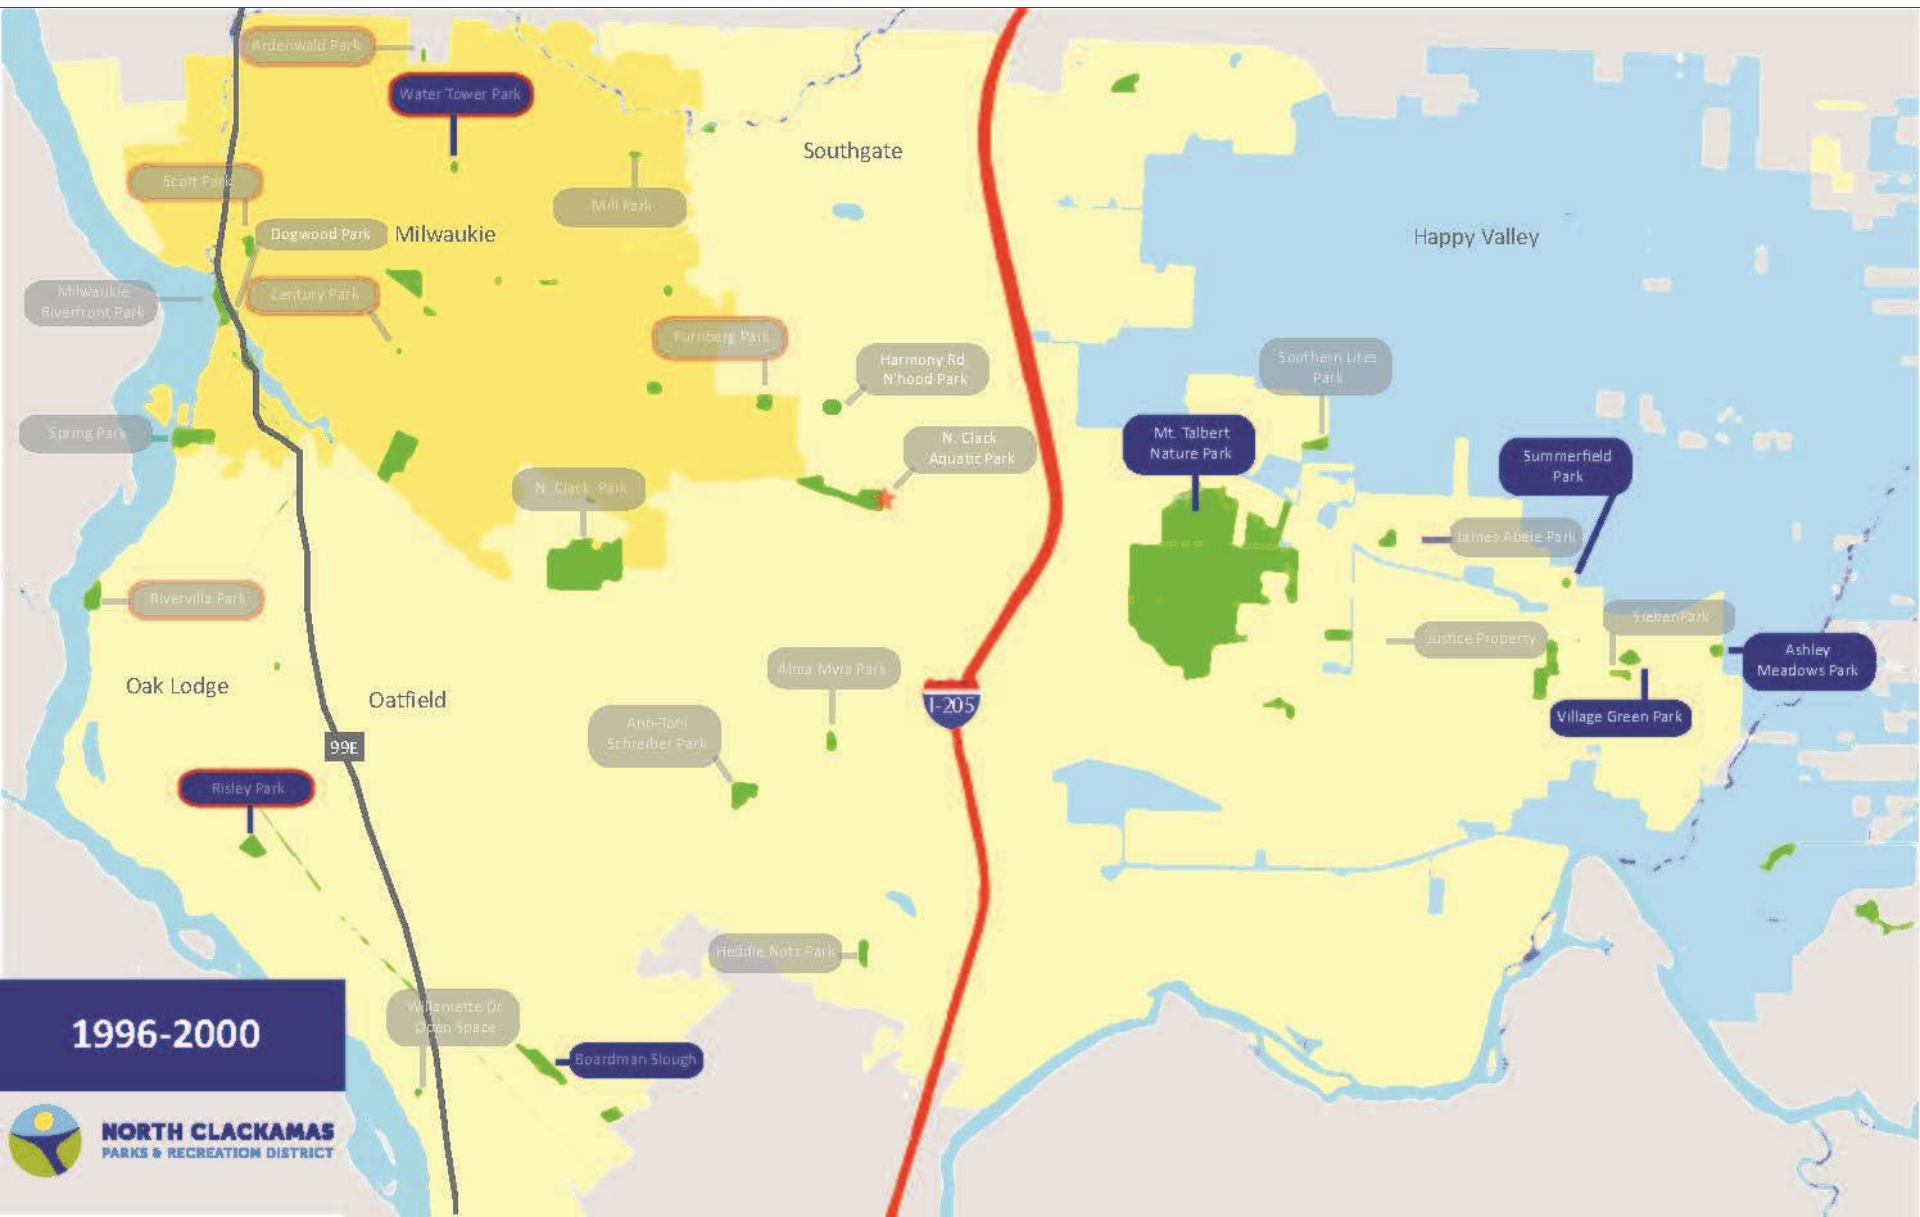 Ardenwald Park
Water Tower Park
Southgate
Scott Park
Mill Park
Dogwood Park
Milwaukie
Happy Valley
Milwaukie
Riverfront Park
Century Park
Furnberg Park
Harmony Rd
N'hood Park
Southern Lites
Park
Spring Park
N. Clack
Aquatic Park
Mt. Talbert
Nature Park
Summerfield
Park
N. Clack. Park
James Abele Park
Rivervilla Park
SiebenPark
Justice Property
Ashley
Meadows Park
Oak Lodge
Oatfield
Alma Myra Park
I-205
Village Green Park
Ann-Toni
Schreiber Park
99E
Risley Park
Heddie Notz Park
Willamette Dr
Open Space
Boardman Slough
1996-2000
NORTH CLACKAMAS
PARKS & RECREATION DISTRICT